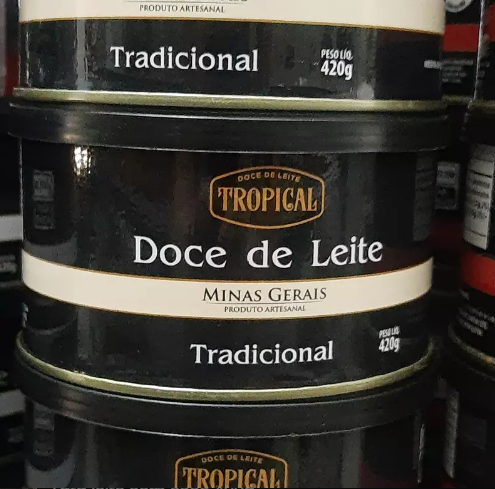 PRODUTO ARTESANAL
Tradicional
PESO LÍQ.
420g
DOCE DE LEITE
TROPICAL
Doce de Leite
MINAS GERAIS
PRODUTO ARTESANAL
Tradicional
PESO LÍQ.
420g
DOCE DE LEITE
TROPICAL